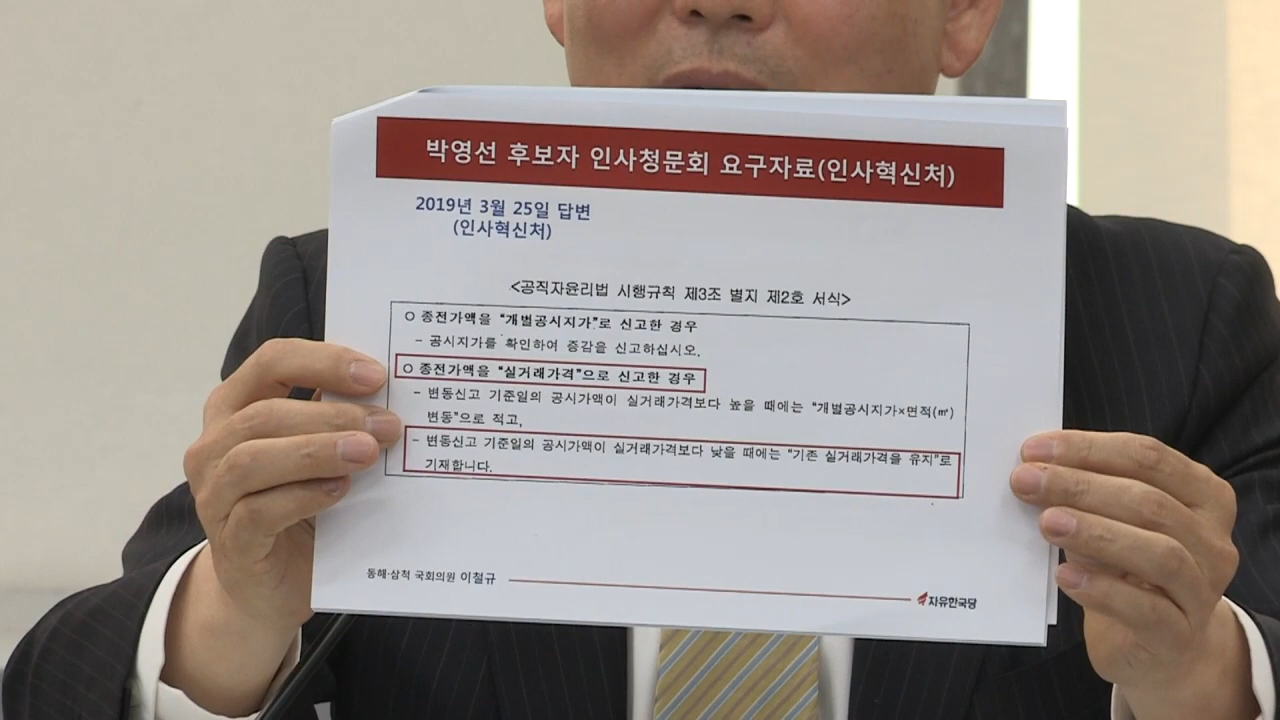 박영선 후보자 인사청문회 요구자료(인사혁신처)
2019년 3월 25일 답변
(인사혁신처)
<공직자윤리법 시행규칙 제3조 별지 제2호 서식>
○ 종전가액을 "개별공시지가"로 신고한 경우
- 공시지가를 확인하여 증감을 신고하십시오.
○ 종전가액을 "실거래가격"으로 신고한 경우
- 변동신고 기준일의 공시가액이 실거래가격보다 높을 때에는 "개별공시지가×면적(㎡)
변동"으로 적고,
- 변동신고 기준일의 공시가액이 실거래가격보다 낮을 때에는 "기존 실거래가격을 유지"로
기재합니다.
동해·삼척 국회의원 이철규
자유한국당